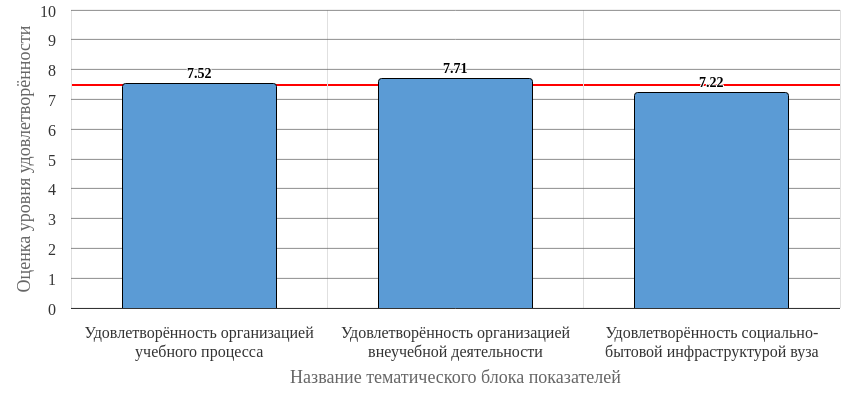 Оценка уровня удовлетворённости
10
9
8
7
6
5
4
3
2
1
0
7.52
7.71
7.22
Удовлетворённость организацией
учебного процесса
Удовлетворённость организацией
внеучебной деятельности
Удовлетворённость социально-
бытовой инфраструктурой вуза
Название тематического блока показателей